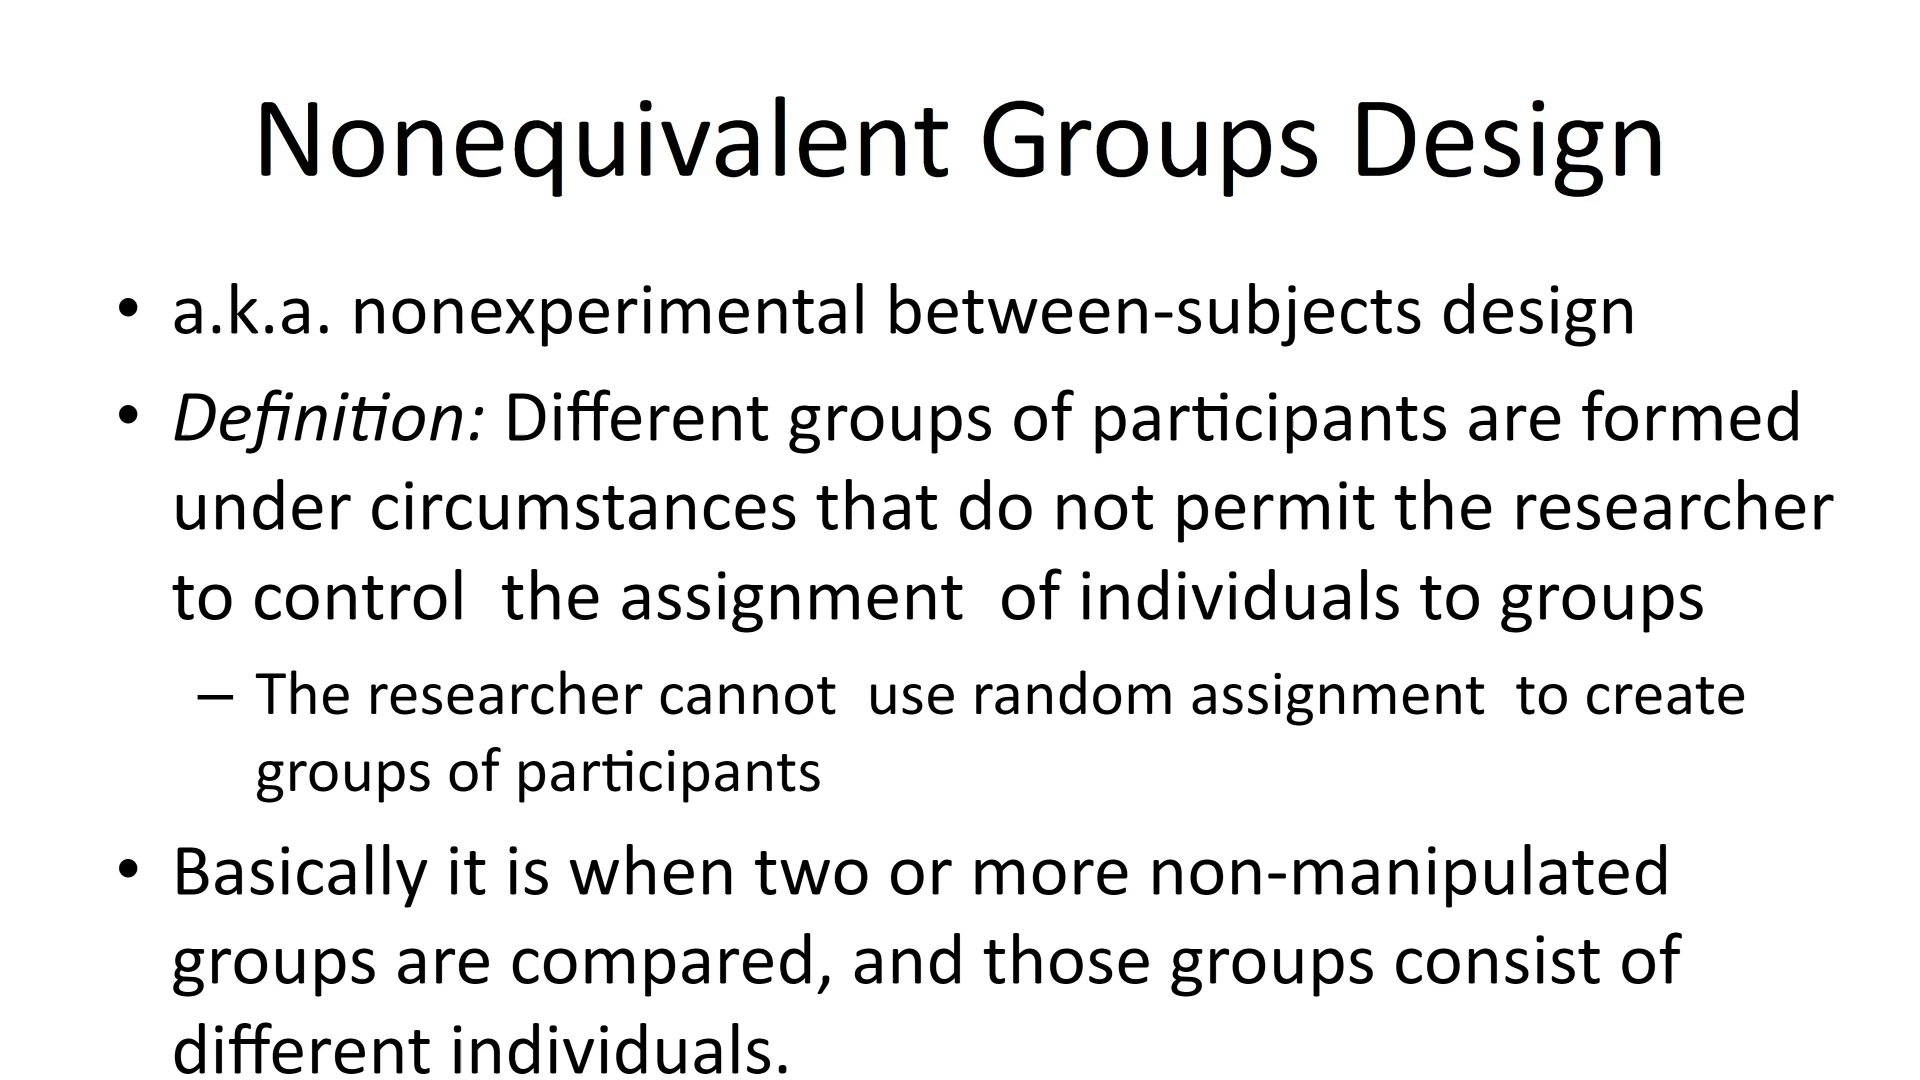 Nonequivalent Groups Design
• a.k.a. nonexperimental between-subjects design
• Definition: Different groups of participants are formed
under circumstances that do not permit the researcher
to control  the assignment  of individuals to groups
– The researcher cannot  use random assignment  to create
groups of participants
• Basically it is when two or more non-manipulated
groups are compared, and those groups consist of
different individuals.